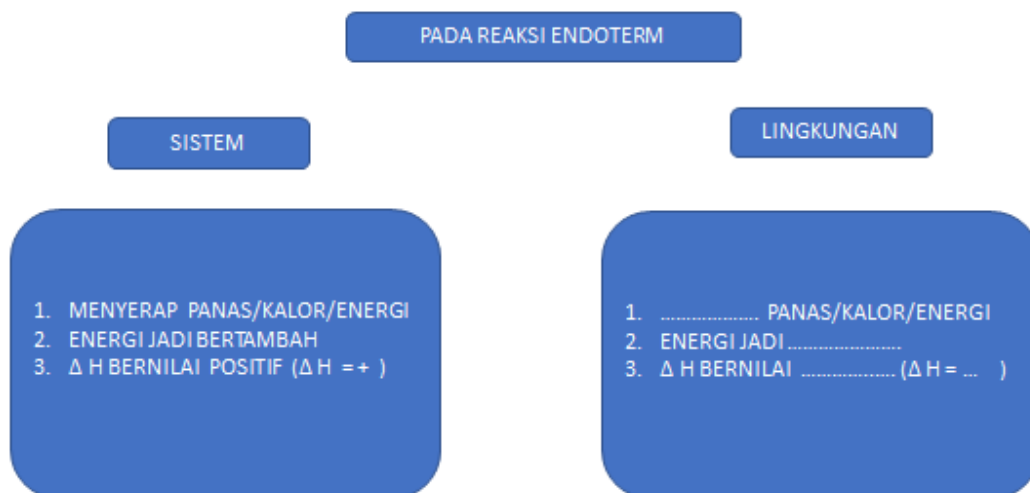 PADA REAKSI ENDOTERM
SISTEM
LINGKUNGAN
1. MENYERAP PANAS/KALOR/ENERGI
2. ENERGI JADI BERTAMBAH
3. Δ H BERNILAI POSITIF (Δ H = + )
1. ................... PANAS/KALOR/ENERGI
2. ENERGI JADI ......................
3. Δ H BERNILAI .................. (Δ H = ... )